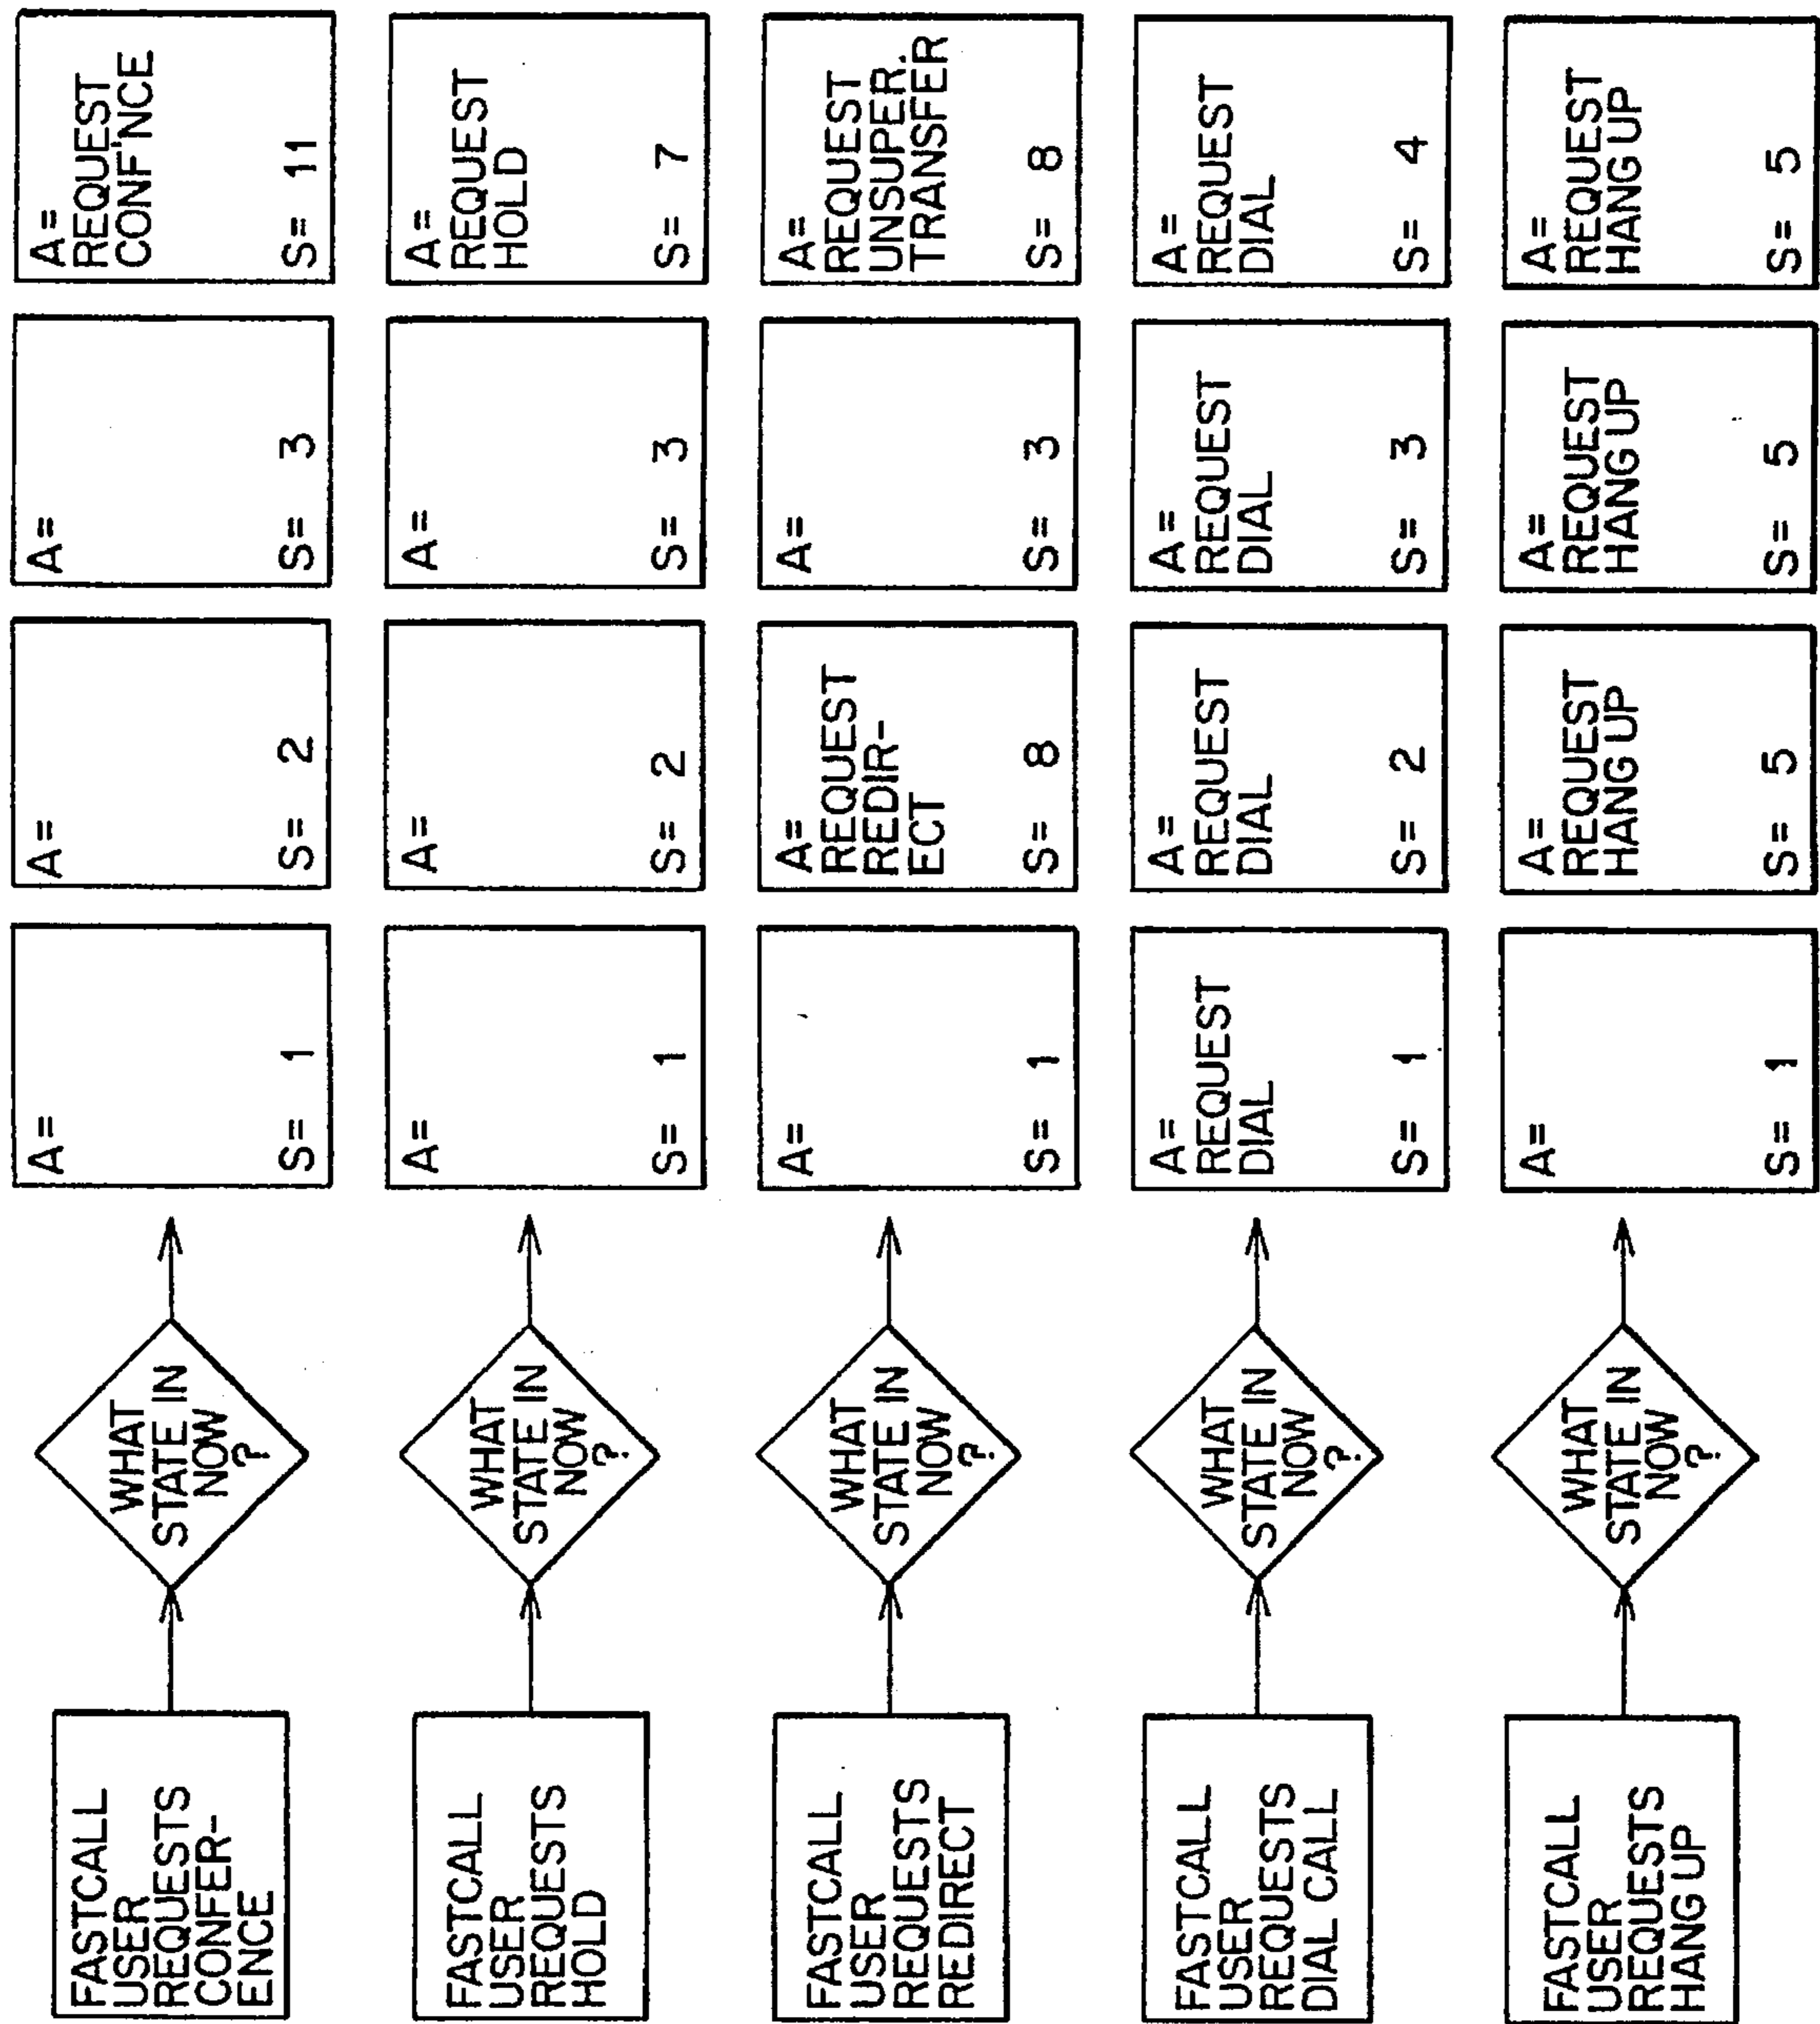 FASTCALL
USER
REQUESTS
CONFER-
ENCE
WHAT
STATE IN
NOW
?
A=
S= 1
A=
S= 2
A=
S= 3
A=
REQUEST
CONF'NCE
S= 11
FASTCALL
USER
REQUESTS
HOLD
WHAT
STATE IN
NOW
?
A=
S= 1
A=
S= 2
A=
S= 3
A=
REQUEST
HOLD
S= 7
FASTCALL
USER
REQUESTS
REDIRECT
WHAT
STATE IN
NOW
?
A=
S= 1
A=
REQUEST
REDIR-
ECT
S= 8
A=
S= 3
A=
REQUEST
UNSUPER.
TRANSFER
S= 8
FASTCALL
USER
REQUESTS
DIAL CALL
WHAT
STATE IN
NOW
?
A=
REQUEST
DIAL
S= 1
A=
REQUEST
DIAL
S= 2
A=
REQUEST
DIAL
S= 3
A=
REQUEST
DIAL
S= 4
FASTCALL
USER
REQUESTS
HANG UP
WHAT
STATE IN
NOW
?
A=
S= 1
A=
REQUEST
HANG UP
S= 5
A=
REQUEST
HANG UP
S= 5
A=
REQUEST
HANG UP
S= 5